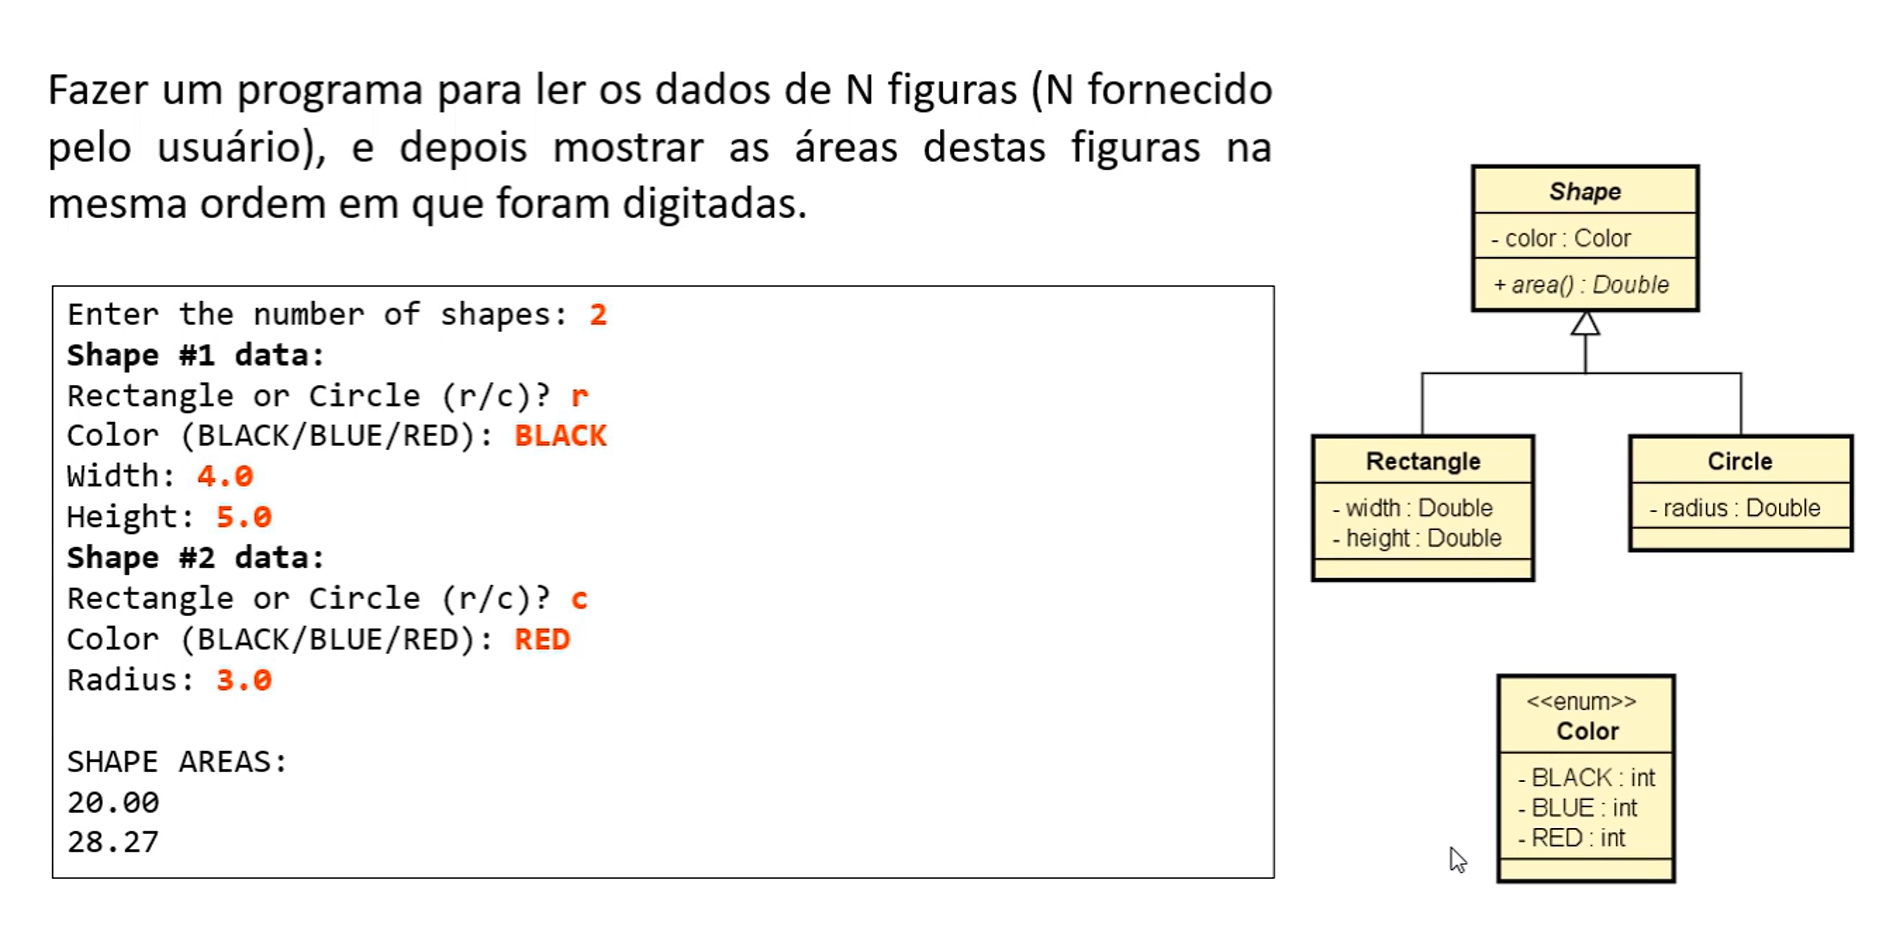 Fazer um programa para ler os dados de N figuras (N fornecido
pelo usuário), e depois mostrar as áreas destas figuras na
mesma ordem em que foram digitadas.
Enter the number of shapes: 2
Shape #1 data:
Rectangle or Circle (r/c)? r
Color (BLACK/BLUE/RED): BLACK
Width: 4.0
Height: 5.0
Shape #2 data:
Rectangle or Circle (r/c)? c
Color (BLACK/BLUE/RED): RED
Radius: 3.0
SHAPE AREAS:
20.00
28.27
Shape
- color : Color
+ area() : Double
Rectangle
- width : Double
- height : Double
Circle
- radius : Double
<<enum>>
Color
- BLACK : int
- BLUE : int
- RED : int